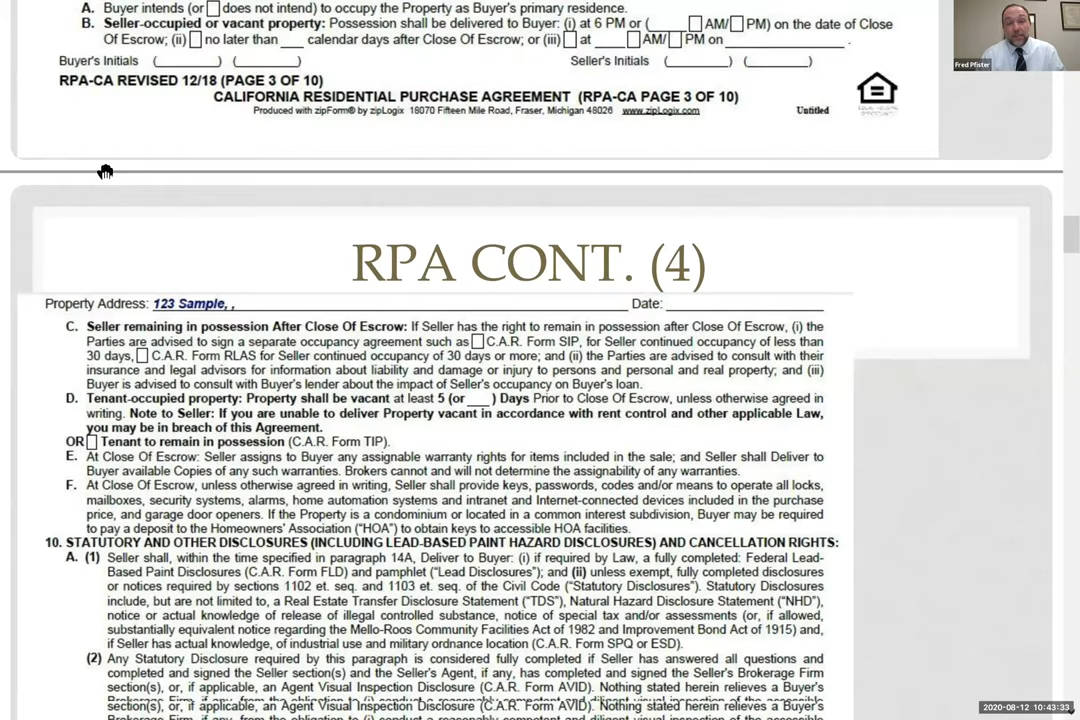 A. Buyer intends (or does not intend) to occupy the Property as Buyer's primary residence.
B. Seller-occupied or vacant property: Possession shall be delivered to Buyer: (i) at 6 PM or ( ____ AM/ PM) on the date of Close
Of Escrow; (ii) no later than ___ calendar days after Close Of Escrow; or (iii) at ____ AM/ PM on ________________ .
Buyer's Initials (________) (________) Seller's Initials (________) (________)
Fred Pfister
RPA-CA REVISED 12/18 (PAGE 3 OF 10)
CALIFORNIA RESIDENTIAL PURCHASE AGREEMENT (RPA-CA PAGE 3 OF 10)
Produced with zipForm® by zipLogix 18070 Fifteen Mile Road, Fraser, Michigan 48026 www.zipLogix.com Untitled
RPA CONT. (4)
Property Address: 123 Sample, , Date:
C. Seller remaining in possession After Close Of Escrow: If Seller has the right to remain in possession after Close Of Escrow, (i) the
Parties are advised to sign a separate occupancy agreement such as C.A.R. Form SIP, for Seller continued occupancy of less than
30 days, C.A.R. Form RLAS for Seller continued occupancy of 30 days or more; and (ii) the Parties are advised to consult with their
insurance and legal advisors for information about liability and damage or injury to persons and personal and real property; and (iii)
Buyer is advised to consult with Buyer's lender about the impact of Seller's occupancy on Buyer's loan.
D. Tenant-occupied property: Property shall be vacant at least 5 (or ___ ) Days Prior to Close Of Escrow, unless otherwise agreed in
writing. Note to Seller: If you are unable to deliver Property vacant in accordance with rent control and other applicable Law,
you may be in breach of this Agreement.
OR Tenant to remain in possession (C.A.R. Form TIP).
E. At Close Of Escrow: Seller assigns to Buyer any assignable warranty rights for items included in the sale; and Seller shall Deliver to
Buyer available Copies of any such warranties. Brokers cannot and will not determine the assignability of any warranties.
F. At Close Of Escrow, unless otherwise agreed in writing, Seller shall provide keys, passwords, codes and/or means to operate all locks,
mailboxes, security systems, alarms, home automation systems and intranet and Internet-connected devices included in the purchase
price, and garage door openers. If the Property is a condominium or located in a common interest subdivision, Buyer may be required
to pay a deposit to the Homeowners' Association ("HOA") to obtain keys to accessible HOA facilities.
10. STATUTORY AND OTHER DISCLOSURES (INCLUDING LEAD-BASED PAINT HAZARD DISCLOSURES) AND CANCELLATION RIGHTS:
A. (1) Seller shall, within the time specified in paragraph 14A, Deliver to Buyer: (i) if required by Law, a fully completed: Federal Lead-
Based Paint Disclosures (C.A.R. Form FLD) and pamphlet ("Lead Disclosures"); and (ii) unless exempt, fully completed disclosures
or notices required by sections 1102 et. seq. and 1103 et. seq. of the Civil Code ("Statutory Disclosures"). Statutory Disclosures
include, but are not limited to, a Real Estate Transfer Disclosure Statement ("TDS"), Natural Hazard Disclosure Statement ("NHD"),
notice or actual knowledge of release of illegal controlled substance, notice of special tax and/or assessments (or, if allowed,
substantially equivalent notice regarding the Mello-Roos Community Facilities Act of 1982 and Improvement Bond Act of 1915) and,
if Seller has actual knowledge, of industrial use and military ordnance location (C.A.R. Form SPQ or ESD).
(2) Any Statutory Disclosure required by this paragraph is considered fully completed if Seller has answered all questions and
completed and signed the Seller section(s) and the Seller's Agent, if any, has completed and signed the Seller's Brokerage Firm
section(s), or, if applicable, an Agent Visual Inspection Disclosure (C.A.R. Form AVID). Nothing stated herein relieves a Buyer's
section(s), or, if applicable, an Agent Visual Inspection Disclosure (C.A.R. Form AVID). Nothing stated herein relieves a Buyer's
2020-08-12 10:43:33